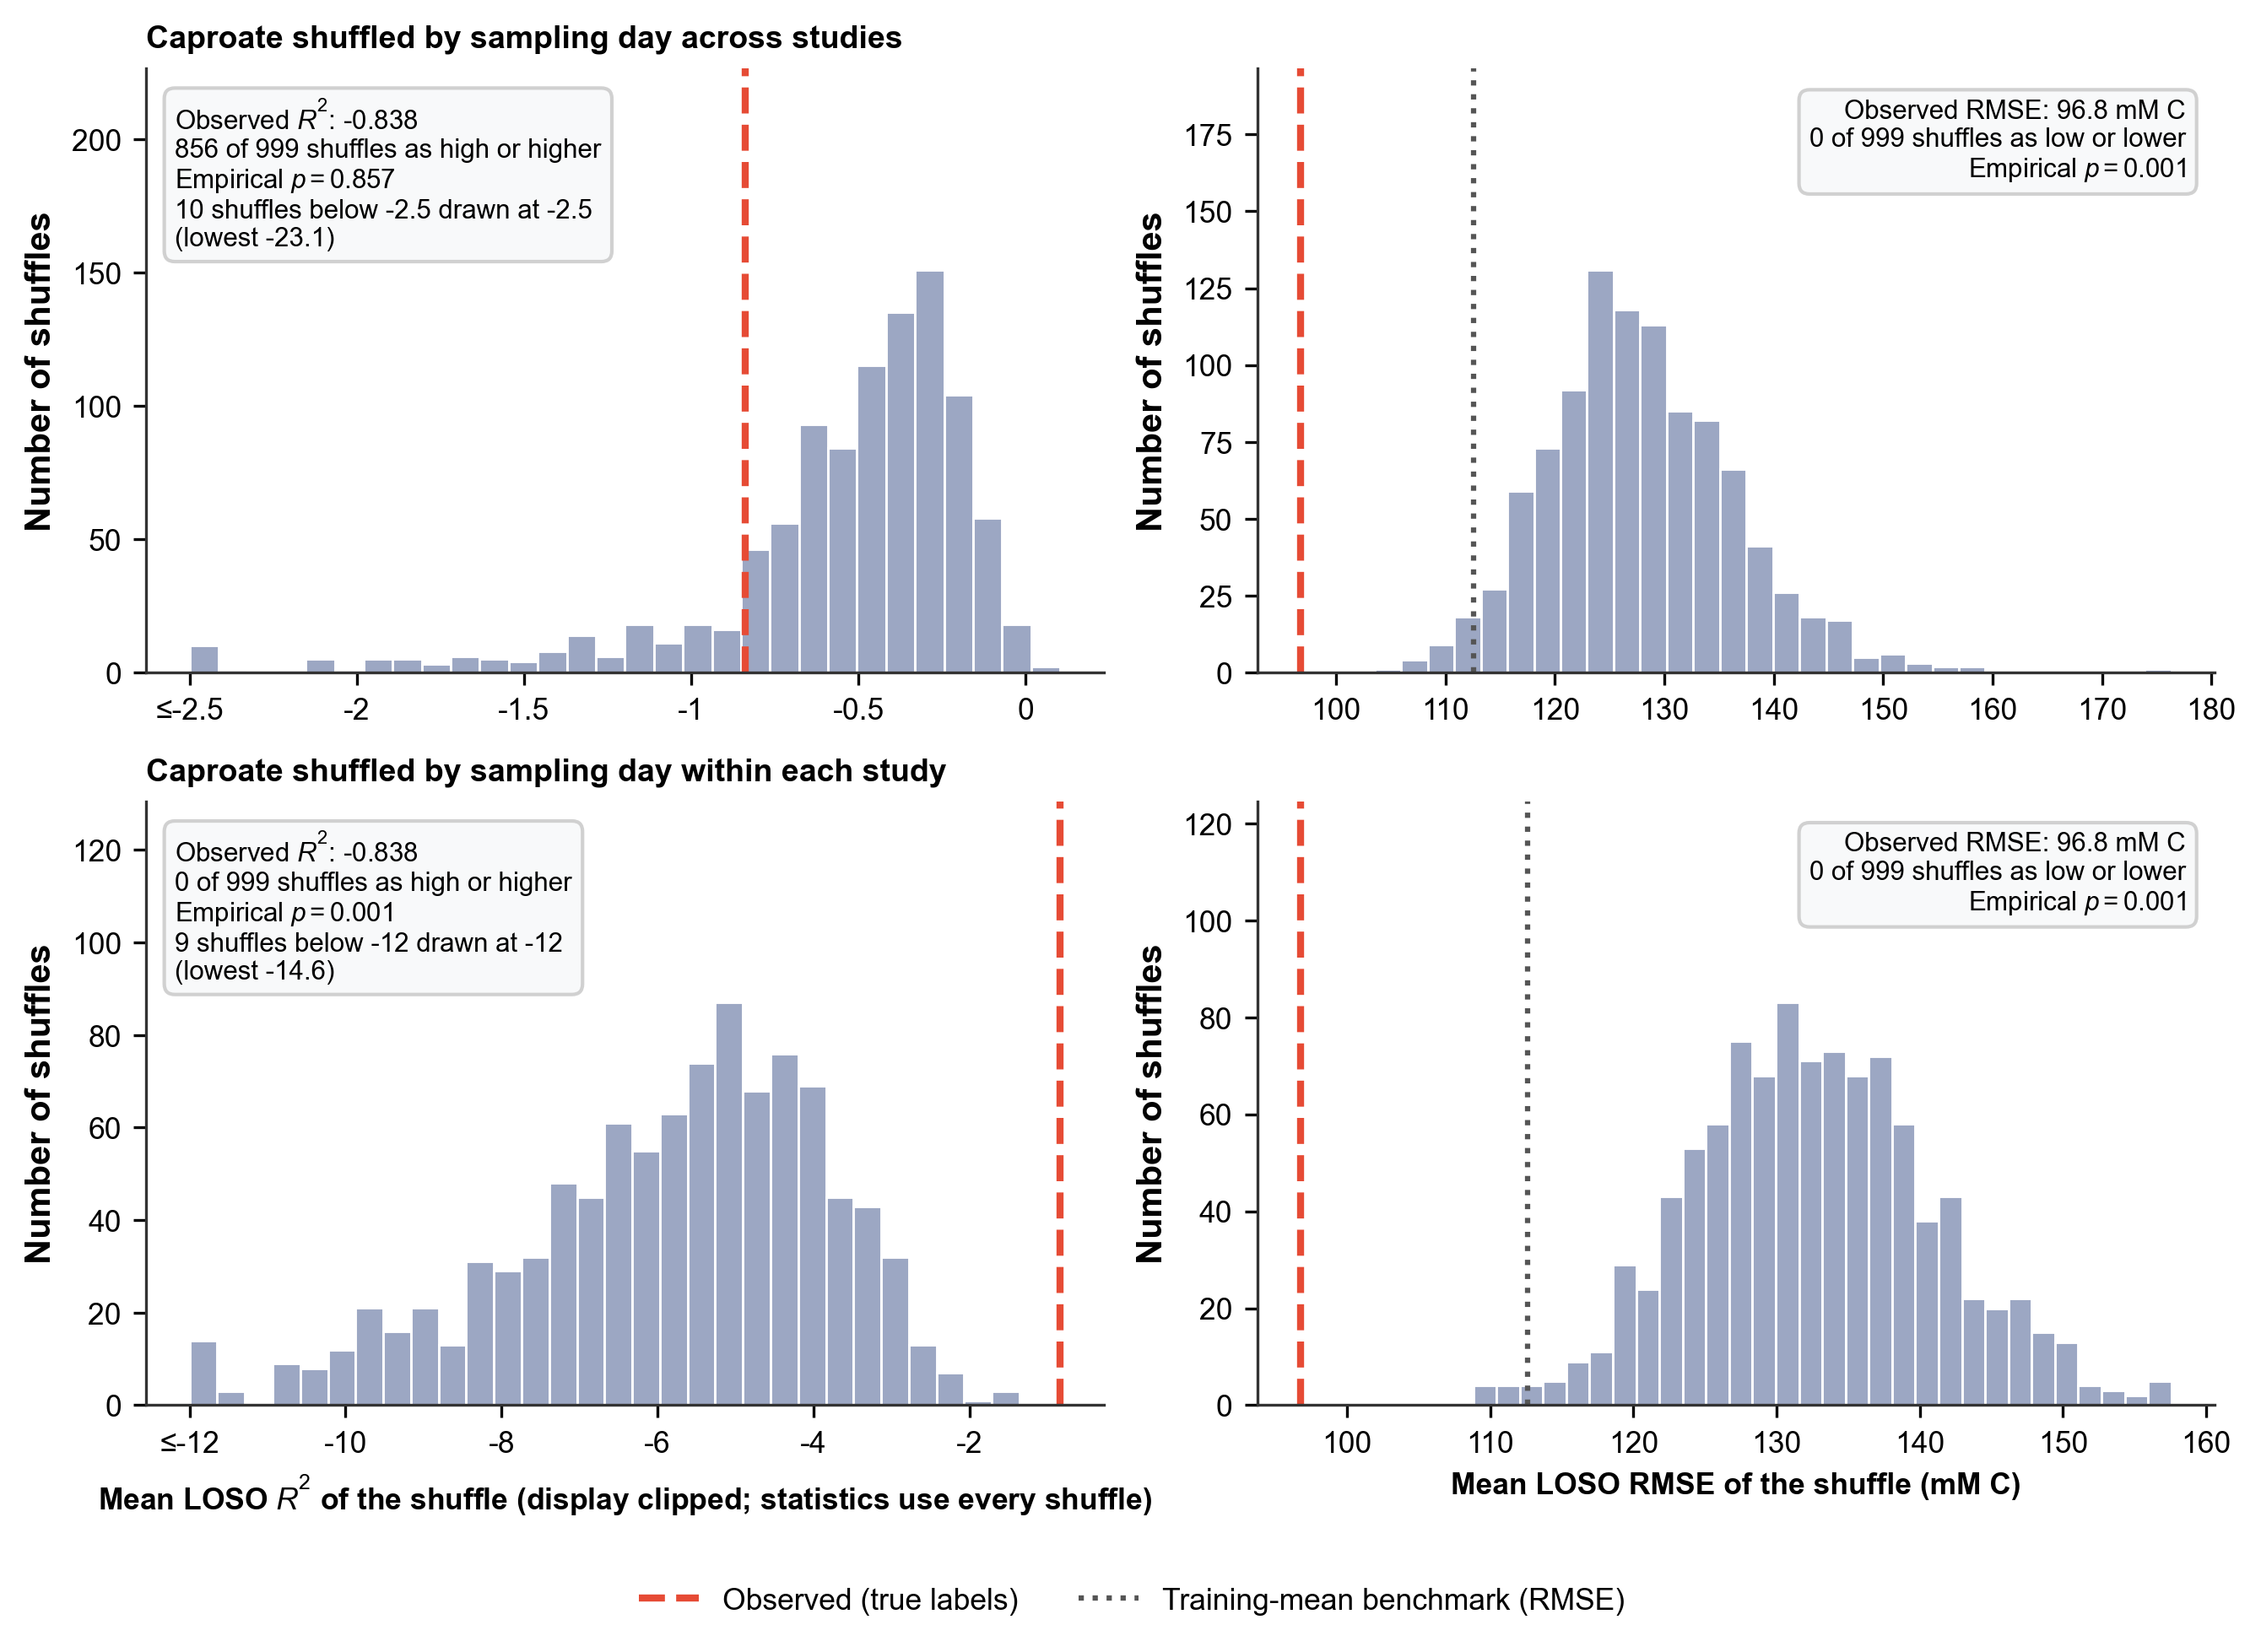 Caproate shuffled by sampling day across studies
Number of shuffles
200
150
100
50
0
Observed R²: -0.838
856 of 999 shuffles as high or higher
Empirical p = 0.857
10 shuffles below -2.5 drawn at -2.5
(lowest -23.1)
≤-2.5
-2
-1.5
-1
-0.5
0
Number of shuffles
175
150
125
100
75
50
25
0
Observed RMSE: 96.8 mM C
0 of 999 shuffles as low or lower
Empirical p = 0.001
100
110
120
130
140
150
160
170
180
Caproate shuffled by sampling day within each study
Number of shuffles
120
100
80
60
40
20
0
Observed R²: -0.838
0 of 999 shuffles as high or higher
Empirical p = 0.001
9 shuffles below -12 drawn at -12
(lowest -14.6)
≤-12
-10
-8
-6
-4
-2
Mean LOSO R² of the shuffle (display clipped; statistics use every shuffle)
Number of shuffles
120
100
80
60
40
20
0
Observed RMSE: 96.8 mM C
0 of 999 shuffles as low or lower
Empirical p = 0.001
100
110
120
130
140
150
160
Mean LOSO RMSE of the shuffle (mM C)
Observed (true labels)
Training-mean benchmark (RMSE)